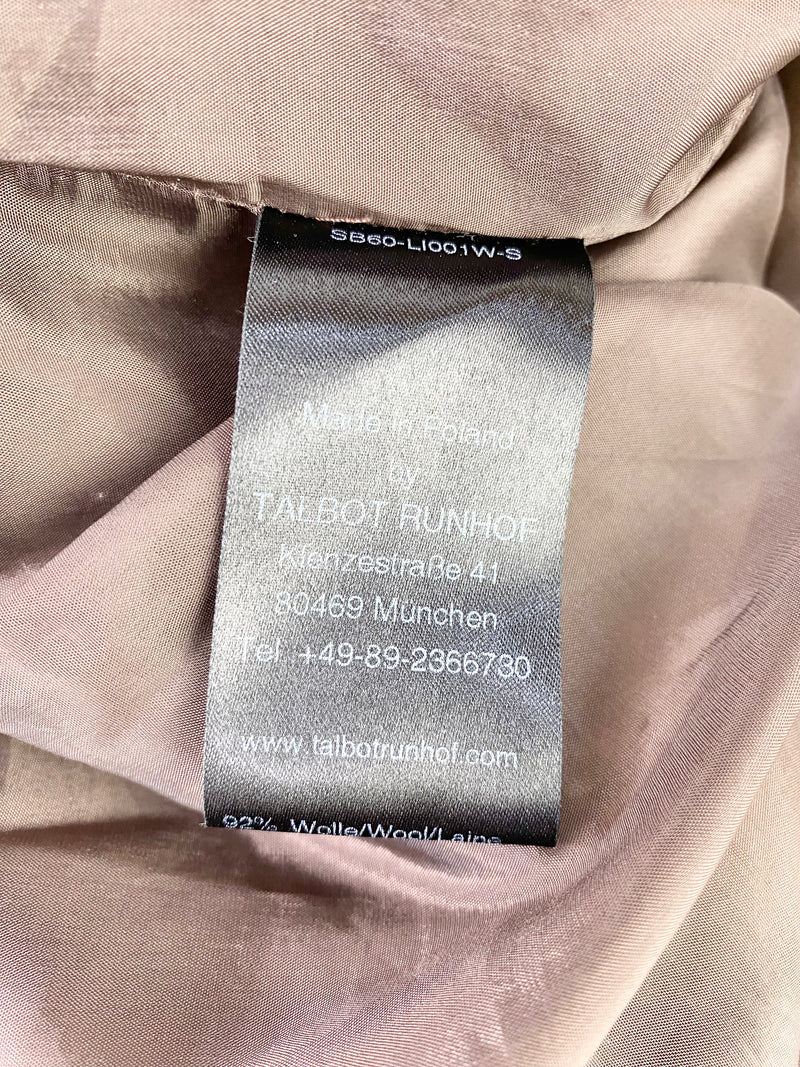 SB60-LI001W-S
Made in Poland
by
TALBOT RUNHOF
Klenzestraße 41
80469 München
Tel. +49-89-2366730
www.talbotrunhof.com
92% Wolle/Wool/Laine